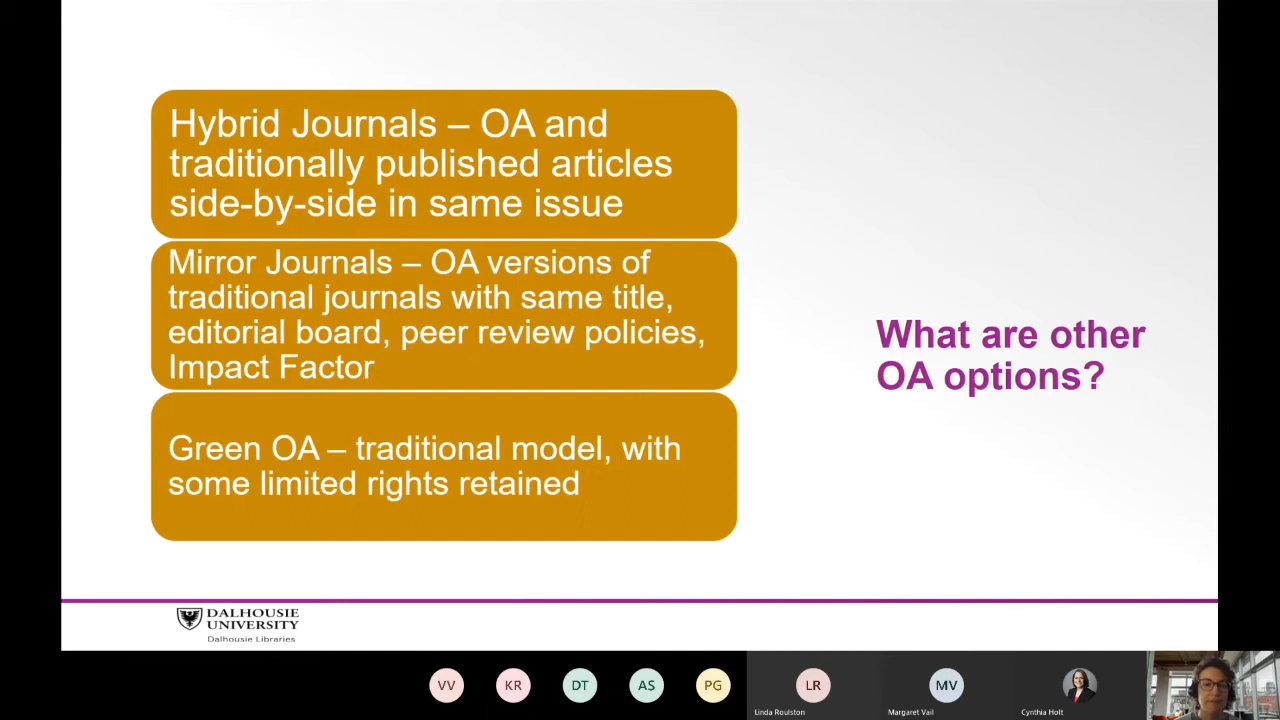 Hybrid Journals – OA and
traditionally published articles
side-by-side in same issue
Mirror Journals – OA versions of
traditional journals with same title,
editorial board, peer review policies,
Impact Factor
Green OA – traditional model, with
some limited rights retained
What are other
OA options?
DALHOUSIE
UNIVERSITY
Dalhousie Libraries
VV
KR
DT
AS
PG
LR
Linda Roulston
MV
Margaret Vail
Cynthia Holt